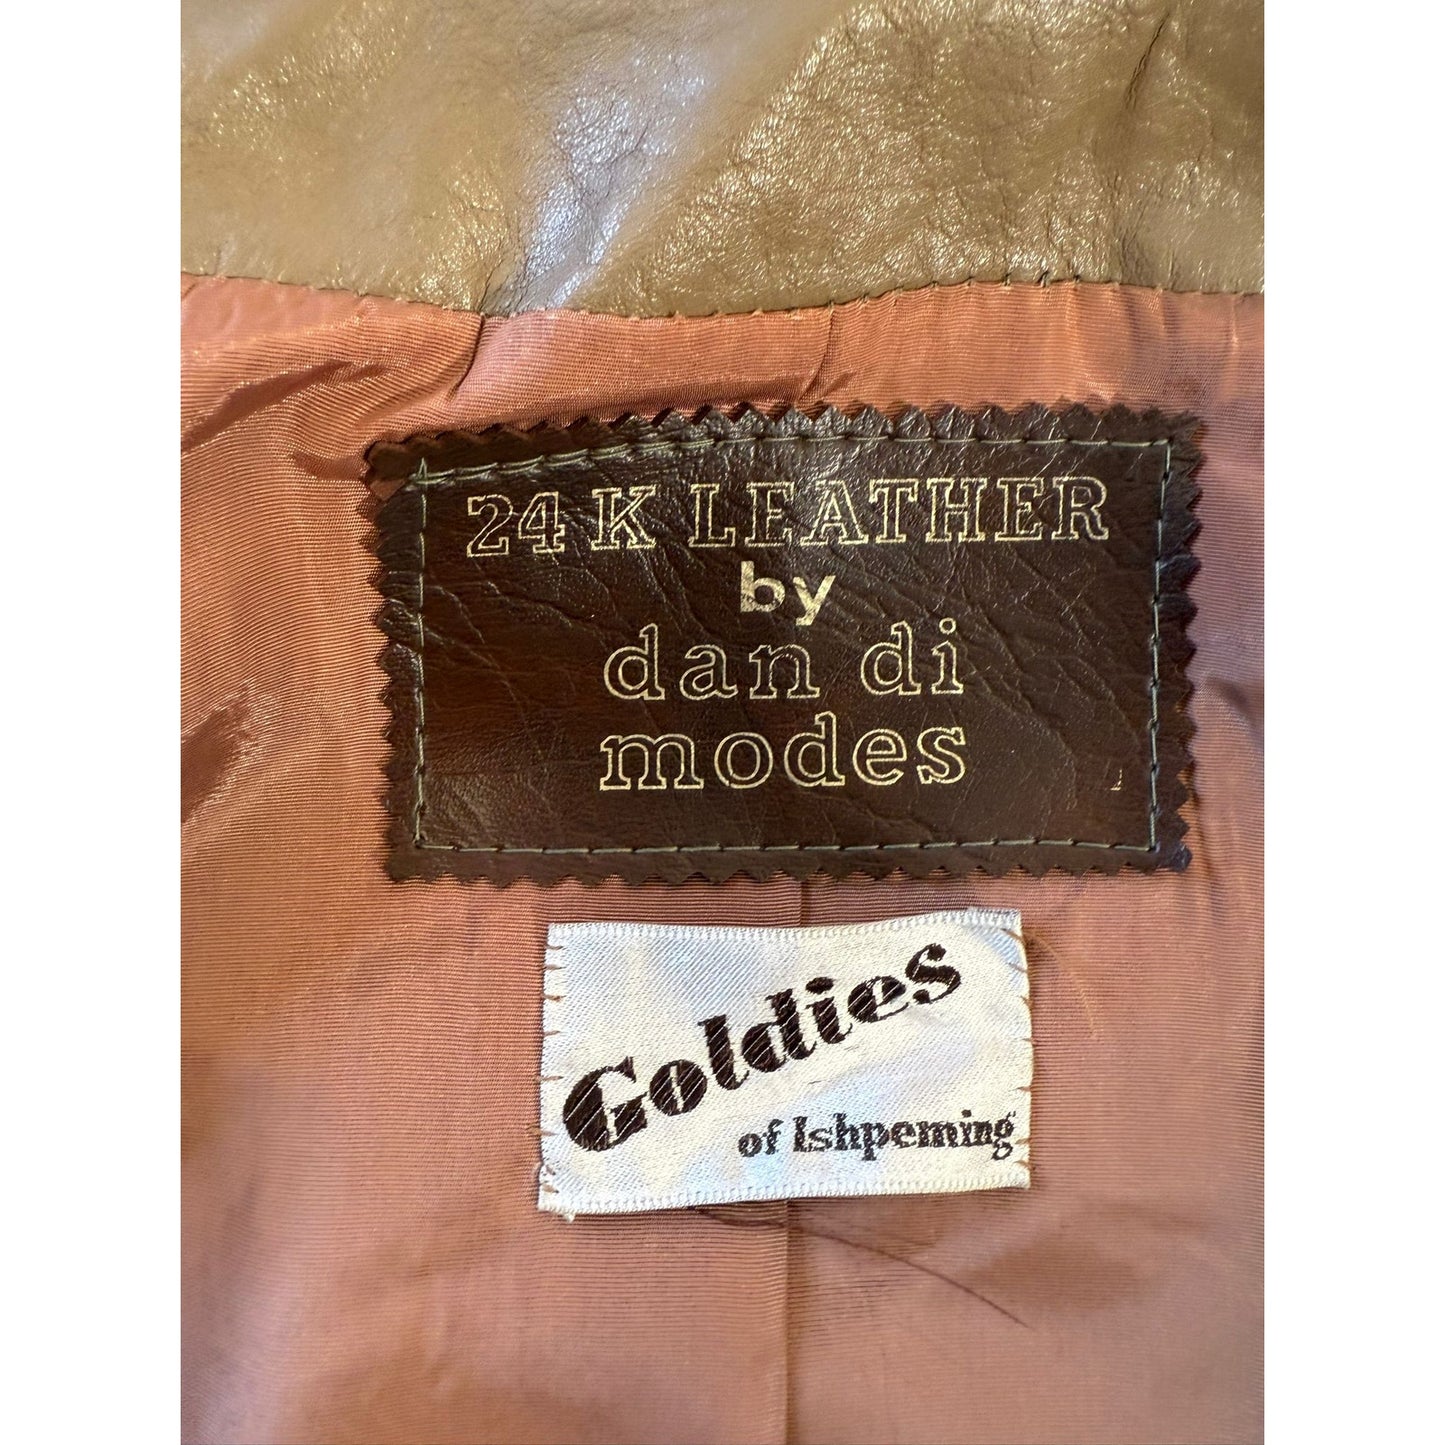 24 K LEATHER
by
dan di
modes
Goldies
of Ishpeming